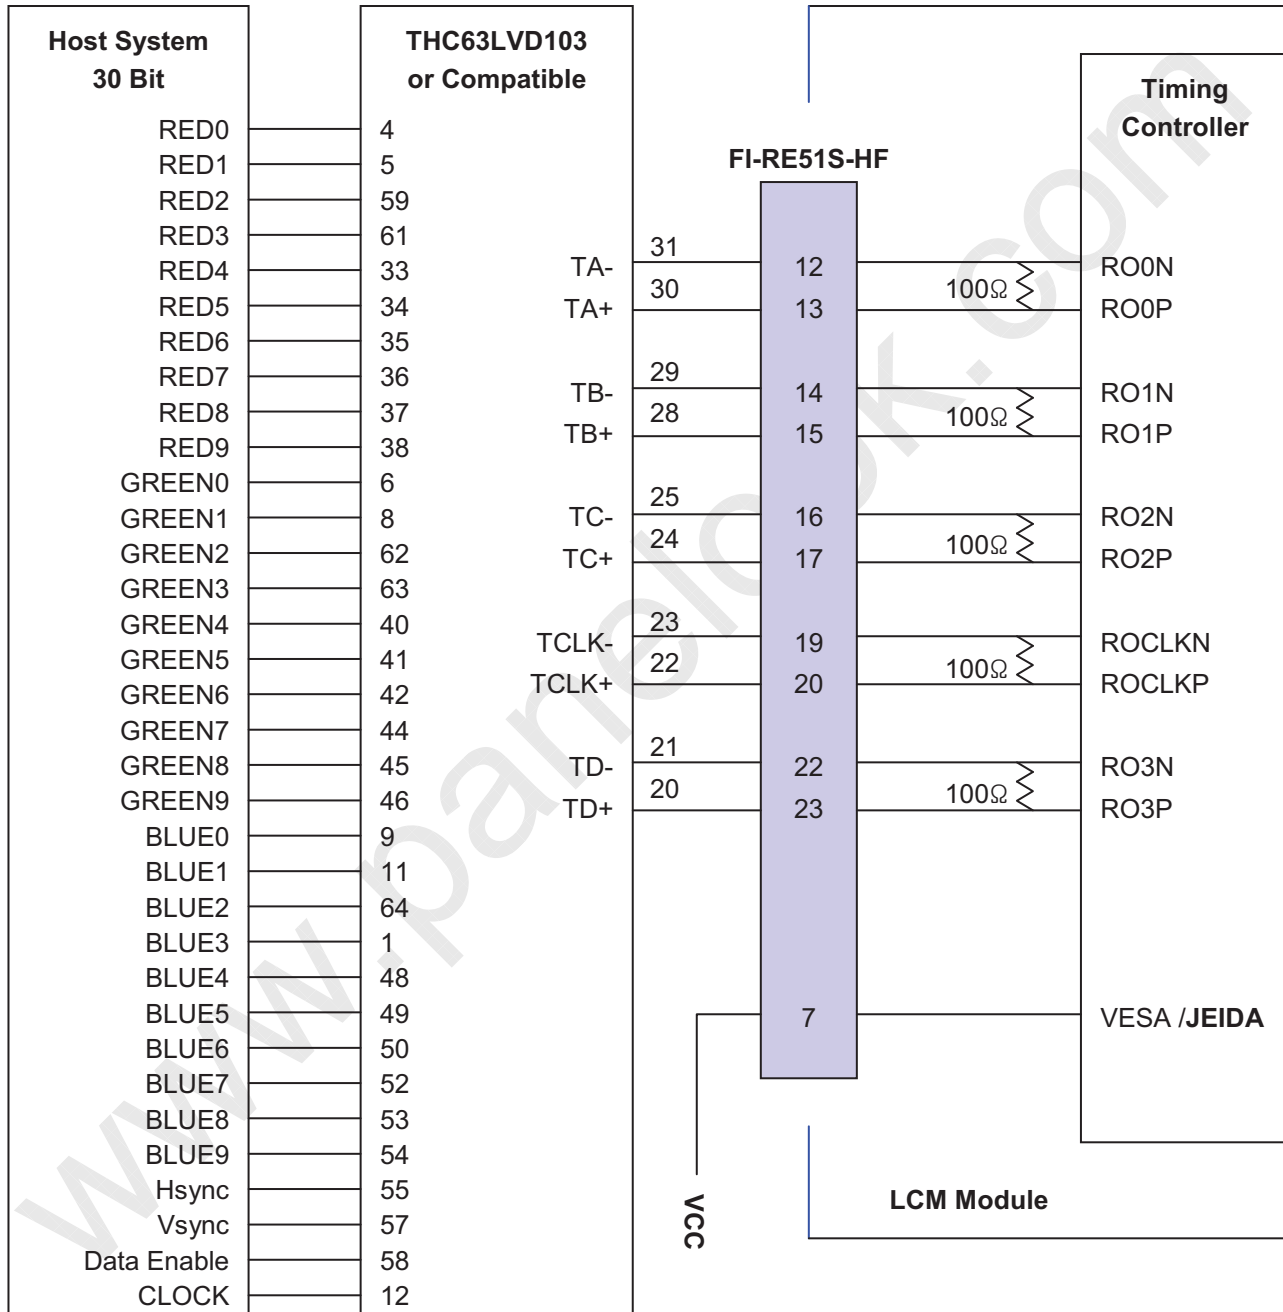 Host System
30 Bit
RED0
RED1
RED2
RED3
RED4
RED5
RED6
RED7
RED8
RED9
GREEN0
GREEN1
GREEN2
GREEN3
GREEN4
GREEN5
GREEN6
GREEN7
GREEN8
GREEN9
BLUE0
BLUE1
BLUE2
BLUE3
BLUE4
BLUE5
BLUE6
BLUE7
BLUE8
BLUE9
Hsync
Vsync
Data Enable
CLOCK
THC63LVD103
or Compatible
4
5
59
61
33
34
35
36
37
38
6
8
62
63
40
41
42
44
45
46
9
11
64
1
48
49
50
52
53
54
55
57
58
12
TA-
TA+
TB-
TB+
TC-
TC+
TCLK-
TCLK+
TD-
TD+
31
30
29
28
25
24
23
22
21
20
FI-RE51S-HF
12
13
14
15
16
17
19
20
22
23
7
VCC
100Ω
100Ω
100Ω
100Ω
100Ω
Timing
Controller
RO0N
RO0P
RO1N
RO1P
RO2N
RO2P
ROCLKN
ROCLKP
RO3N
RO3P
VESA /JEIDA
LCM Module
www.panelook.com